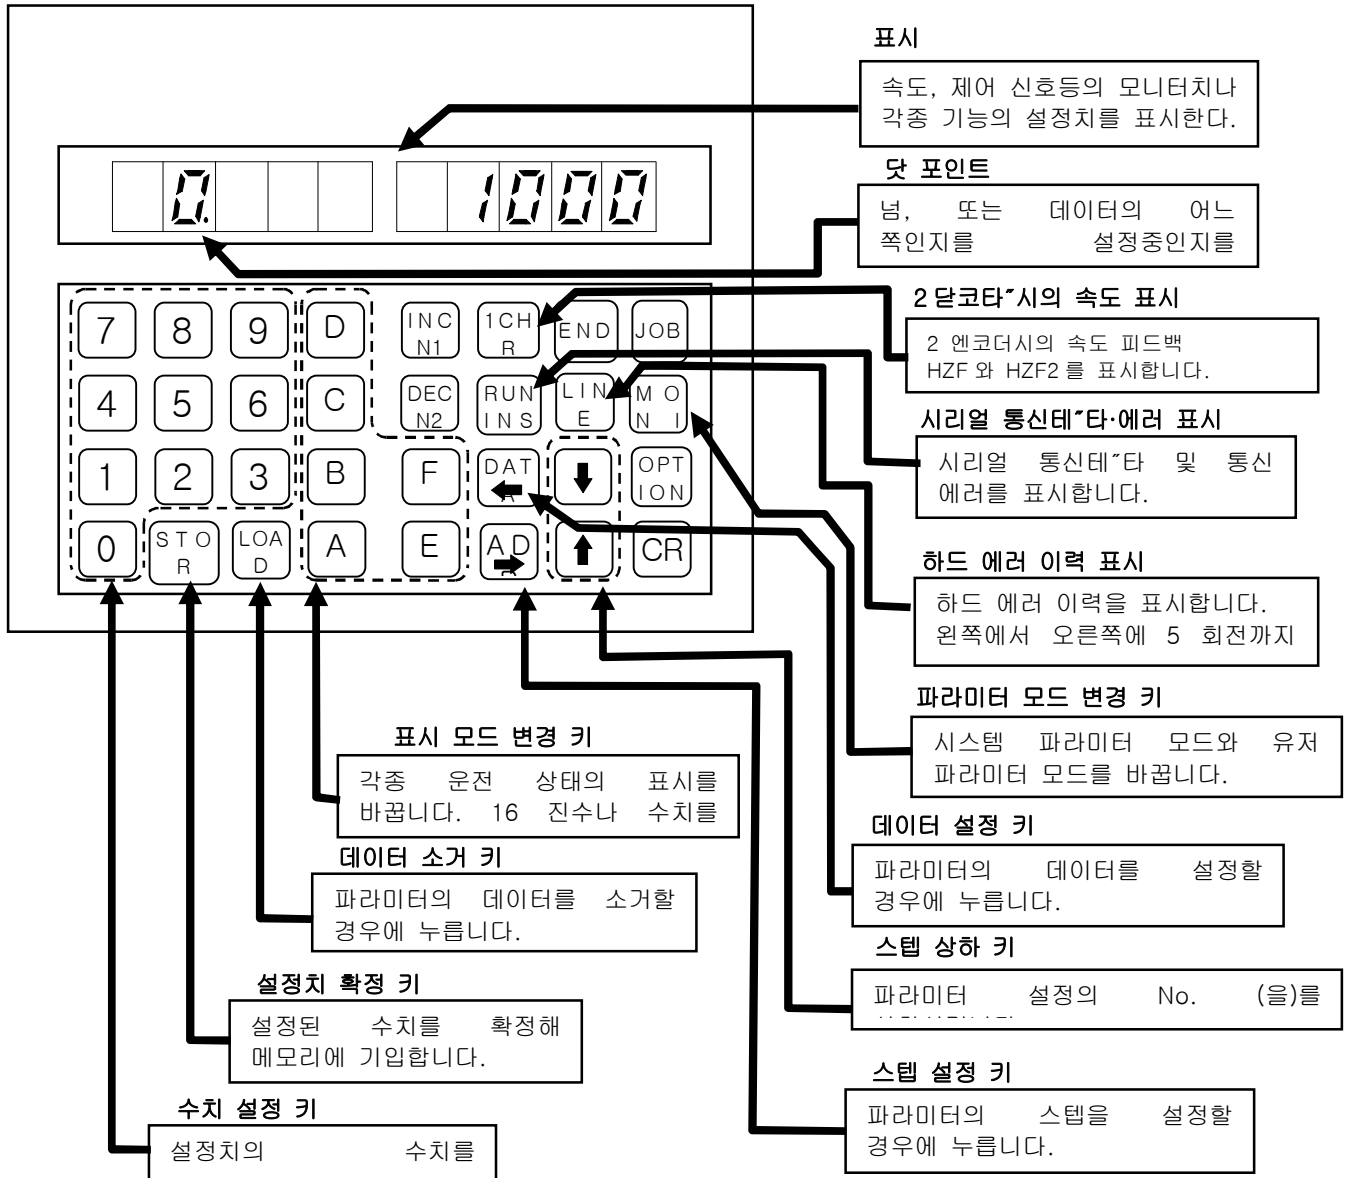 표시
속도, 제어 신호등의 모니터치나
각종 기능의 설정치를 표시한다.
닷 포인트
넘, 또는 데이터의 어느
쪽인지를 설정중인지를
0. 1000
2 닫코타˝시의 속도 표시
2 엔코더시의 속도 피드백
HZF 와 HZF2 를 표시합니다.
시리얼 통신테˝타·에러 표시
시리얼 통신테˝타 및 통신
에러를 표시합니다.
하드 에러 이력 표시
하드 에러 이력을 표시합니다.
왼쪽에서 오른쪽에 5 회전까지
파라미터 모드 변경 키
시스템 파라미터 모드와 유저
파라미터 모드를 바꿉니다.
데이터 설정 키
파라미터의 데이터를 설정할
경우에 누릅니다.
스텝 상하 키
파라미터 설정의 No. (을)를
스텝 설정 키
파라미터의 스텝을 설정할
경우에 누릅니다.
7 8 9 D
INC
N1
1CH
R
END
JOB
4 5 6 C
DEC
N2
RUN
INS
LIN
E
MO
NI
1 2 3 B F
DAT
OPT
ION
0
STO
R
LOA
D
A E
AD
CR
표시 모드 변경 키
각종 운전 상태의 표시를
바꿉니다. 16 진수나 수치를
데이터 소거 키
파라미터의 데이터를 소거할
경우에 누릅니다.
설정치 확정 키
설정된 수치를 확정해
메모리에 기입합니다.
수치 설정 키
설정치의 수치를